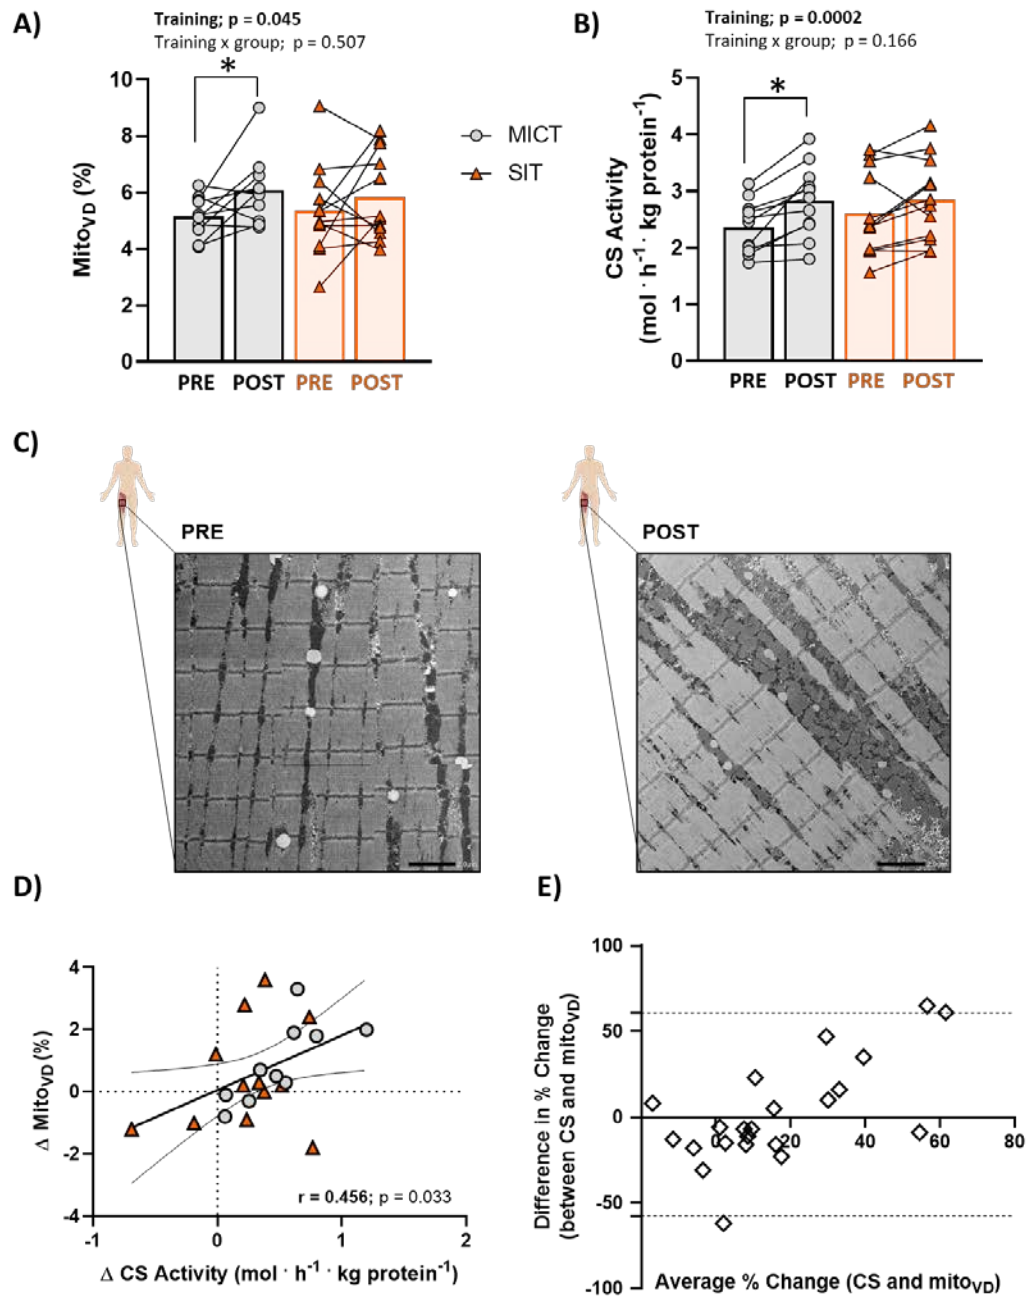 A)
Training; p = 0.045
Training x group; p = 0.507
*
Mito_VD (%)
10
8
6
4
2
0
PRE POST PRE POST
MICT
SIT
B)
Training; p = 0.0002
Training x group; p = 0.166
*
CS Activity
(mol · h⁻¹ · kg protein⁻¹)
5
4
3
2
1
0
PRE POST PRE POST
C)
PRE
POST
D)
Δ Mito_VD (%)
4
2
0
-2
-4
r = 0.456; p = 0.033
-1 0 1 2
Δ CS Activity (mol · h⁻¹ · kg protein⁻¹)
E)
Difference in % Change
(between CS and mito_VD)
100
50
0
-50
-100
20 40 60 80
Average % Change (CS and mito_VD)